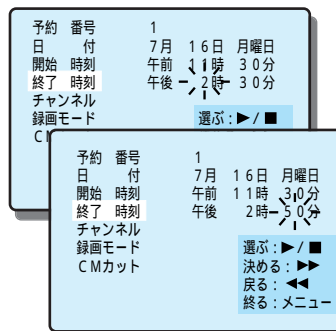 予約 番号 1
日 付 7月 16日 月曜日
開始 時刻 午前 11時 30分
終了 時刻 午後 2時 30分
チャンネル
録画モード 選ぶ:▶/■
予約 番号 1
日 付 7月 16日 月曜日
開始 時刻 午前 11時 30分
終了 時刻 午後 2時 50分
チャンネル
録画モード 選ぶ:▶/■
CMカット 決める:▶▶
戻る:◀◀
終る:メニュー